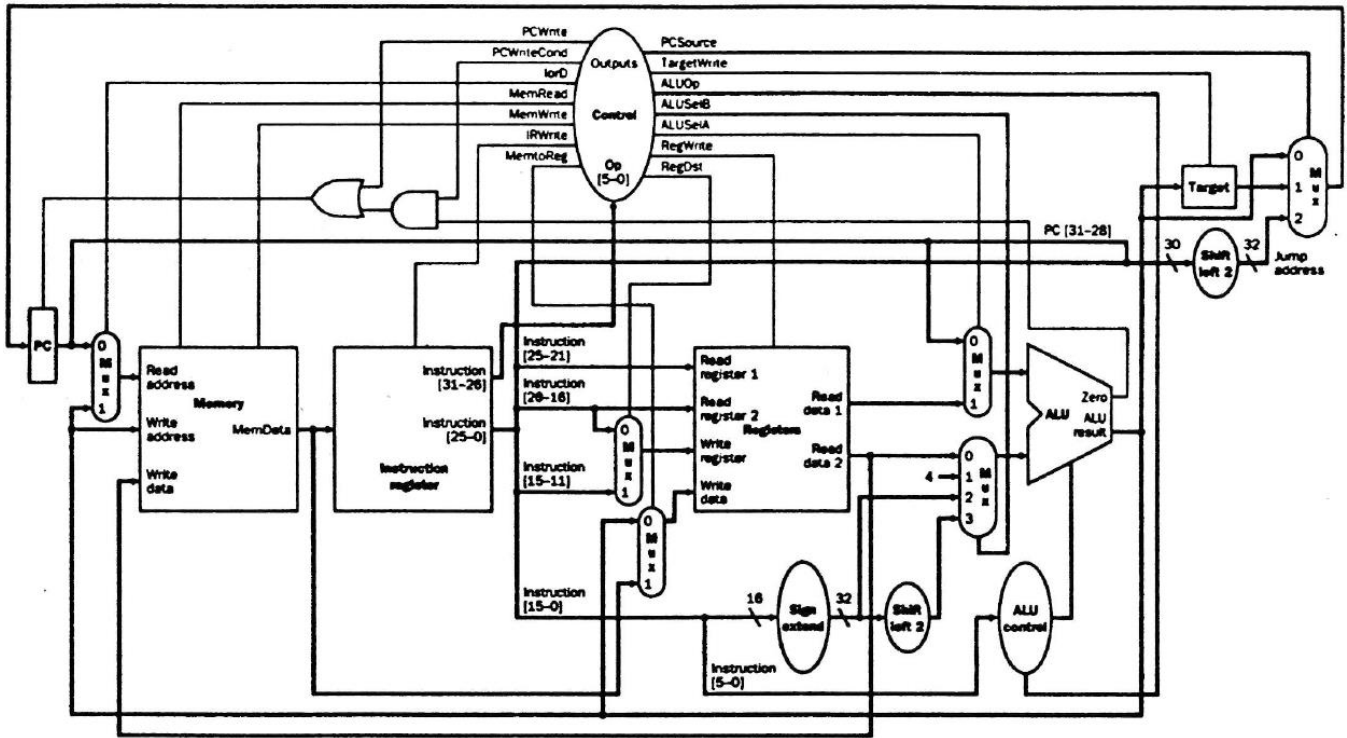 PCWrite
PCWriteCond
IorD
MemRead
MemWrite
IRWrite
MemtoReg
Outputs
Control
Op
[5–0]
PCSource
TargetWrite
ALUOp
ALUSelB
ALUSelA
RegWrite
RegDst
0
M
u
x
1
2
Target
PC [31–28]
30
Shift
left 2
32
Jump
address
PC
0
M
u
x
1
Read
address
Memory
Write
address
MemData
Write
data
Instruction
[31–26]
Instruction
[25–0]
Instruction
register
Instruction
[25–21]
Instruction
[20–16]
Instruction
[15–11]
0
M
u
x
1
0
M
u
x
1
Read
register 1
Read
register 2
Registers
Write
register
Write
data
Read
data 1
Read
data 2
0
M
u
x
1
0
4
1
M
u
x
2
3
Zero
ALU
ALU
result
Instruction
[15–0]
16
Sign
extend
32
Shift
left 2
ALU
control
Instruction
[5–0]